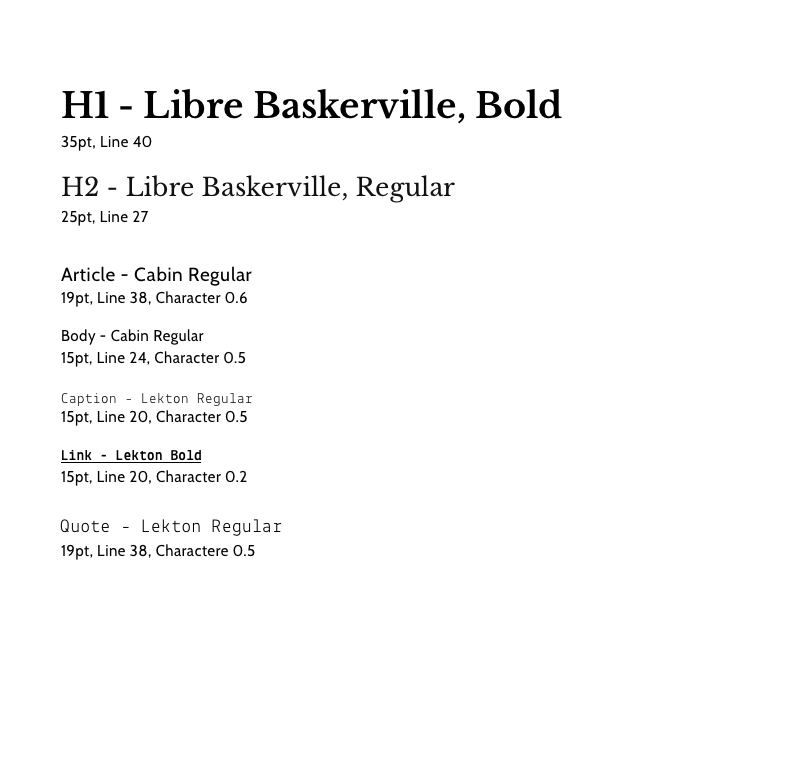 H1 - Libre Baskerville, Bold
35pt, Line 40
H2 - Libre Baskerville, Regular
25pt, Line 27
Article - Cabin Regular
19pt, Line 38, Character 0.6
Body - Cabin Regular
15pt, Line 24, Character 0.5
Caption - Lekton Regular
15pt, Line 20, Character 0.5
Link - Lekton Bold
15pt, Line 20, Character 0.2
Quote - Lekton Regular
19pt, Line 38, Charactere 0.5